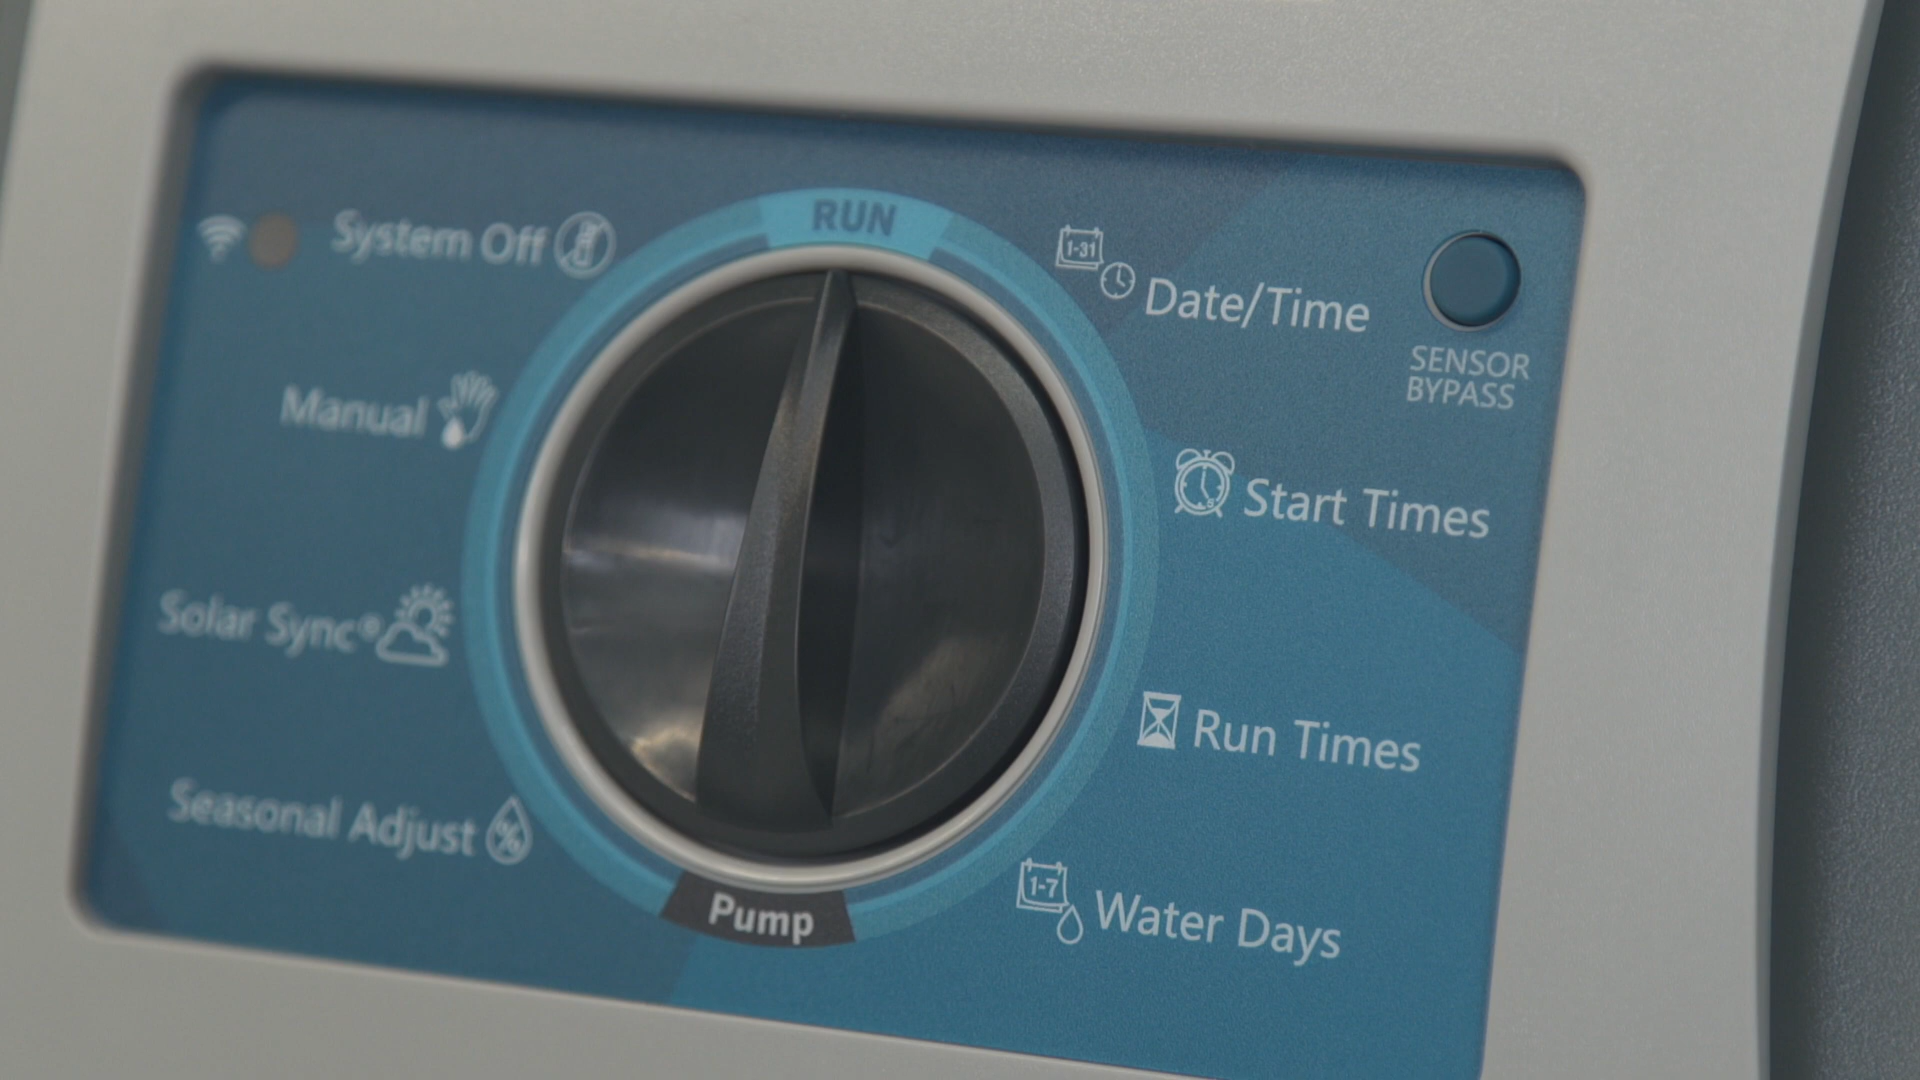 RUN
System Off
OFF
1-31
Date/Time
SENSOR
BYPASS
Manual
Start Times
Solar Sync®
Run Times
Seasonal Adjust
%
1-7
Water Days
Pump